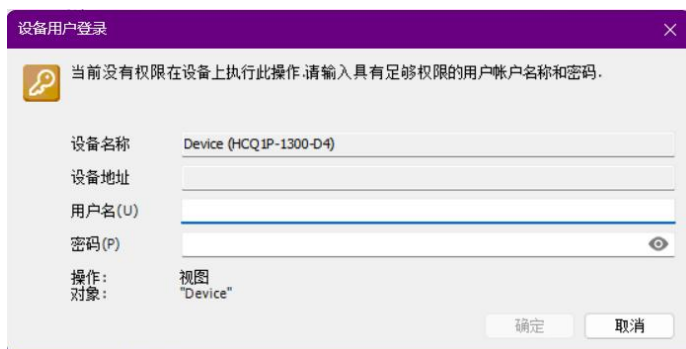 设备用户登录
当前没有权限在设备上执行此操作.请输入具有足够权限的用户帐户名称和密码.
设备名称 Device (HCQ1P-1300-D4)
设备地址
用户名(U)
密码(P)
操作： 视图
对象： "Device"
确定 取消